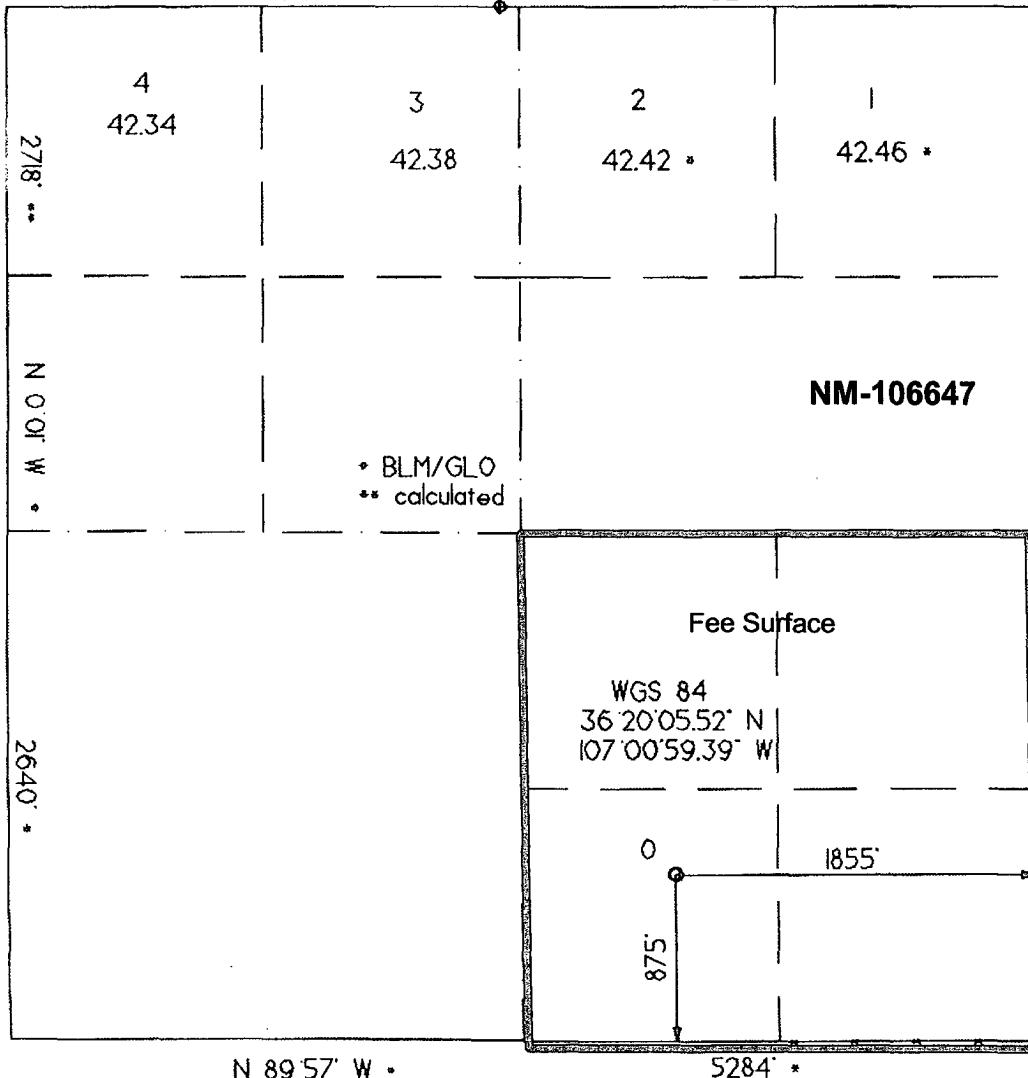 4
42.34
3
42.38
2
42.42 *
1
42.46 *
2718' **
N 0°01' W *
NM-106647
* BLM/GLO
** calculated
Fee Surface
WGS 84
36°20'05.52" N
107°00'59.39" W
2640' *
O
1855'
875'
N 89°57' W *
5284' *